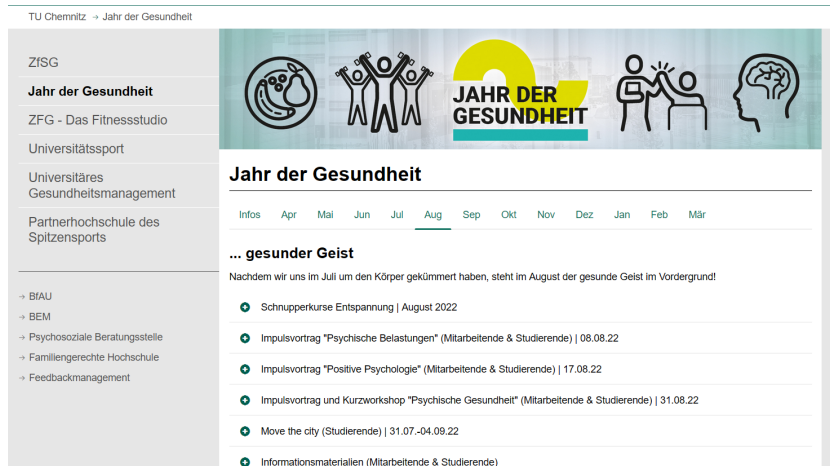 TU Chemnitz → Jahr der Gesundheit
ZfSG
Jahr der Gesundheit
ZFG - Das Fitnessstudio
Universitätssport
Universitäres
Gesundheitsmanagement
Partnerhochschule des
Spitzensports
→ BfAU
→ BEM
→ Psychosoziale Beratungsstelle
→ Familiengerechte Hochschule
→ Feedbackmanagement
JAHR DER
GESUNDHEIT
Jahr der Gesundheit
Infos Apr Mai Jun Jul Aug Sep Okt Nov Dez Jan Feb Mär
... gesunder Geist
Nachdem wir uns im Juli um den Körper gekümmert haben, steht im August der gesunde Geist im Vordergrund!
Schnupperkurse Entspannung | August 2022
Impulsvortrag "Psychische Belastungen" (Mitarbeitende & Studierende) | 08.08.22
Impulsvortrag "Positive Psychologie" (Mitarbeitende & Studierende) | 17.08.22
Impulsvortrag und Kurzworkshop "Psychische Gesundheit" (Mitarbeitende & Studierende) | 31.08.22
Move the city (Studierende) | 31.07.-04.09.22
Informationsmaterialien (Mitarbeitende & Studierende)